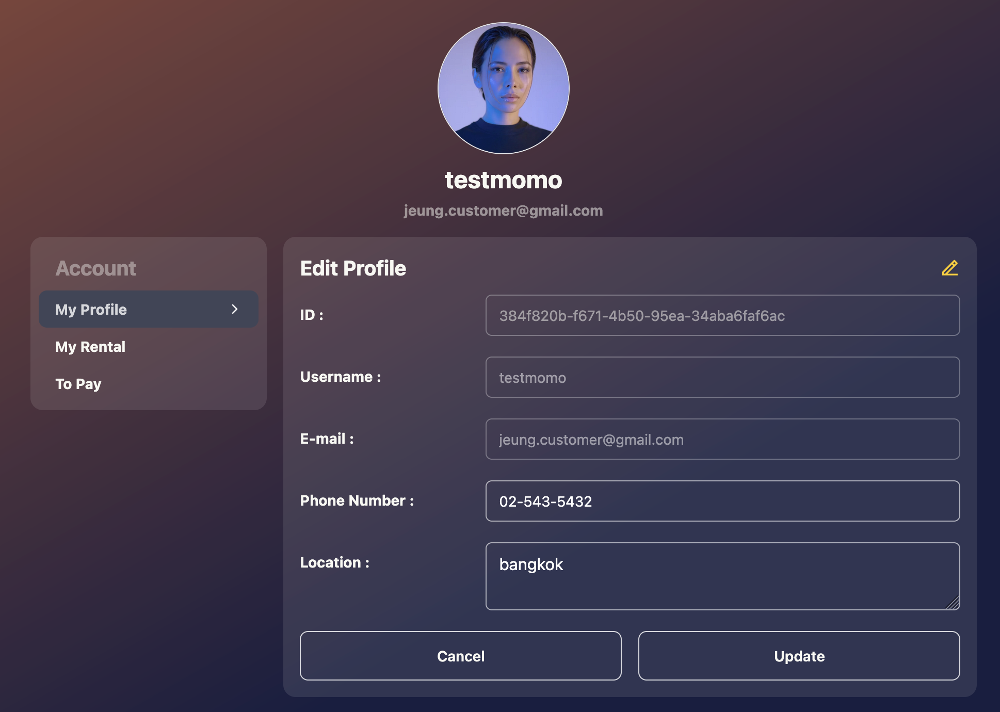 testmomo
jeung.customer@gmail.com
Account
My Profile
My Rental
To Pay
Edit Profile
ID :
384f820b-f671-4b50-95ea-34aba6faf6ac
Username :
testmomo
E-mail :
jeung.customer@gmail.com
Phone Number :
02-543-5432
Location :
bangkok
Cancel
Update